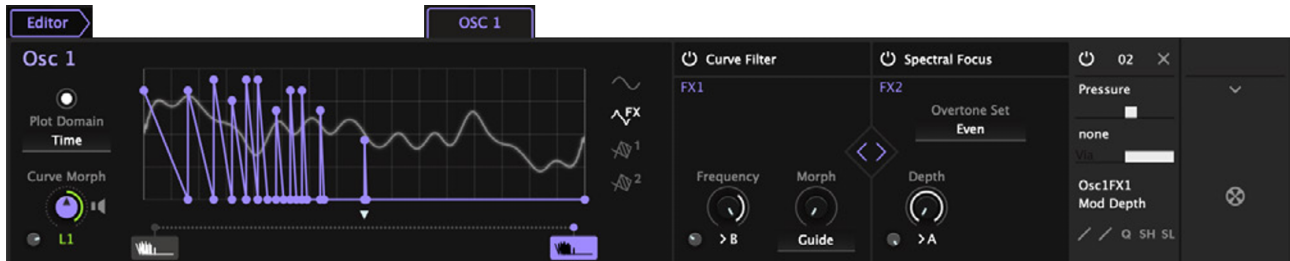 Editor
OSC 1
Osc 1
Plot Domain
Time
Curve Morph
L1
FX
1
2
Curve Filter
FX1
Frequency
>B
Morph
Guide
Spectral Focus
FX2
Overtone Set
Even
Depth
>A
02
Pressure
none
Via
Osc1FX1
Mod Depth
Q SH SL